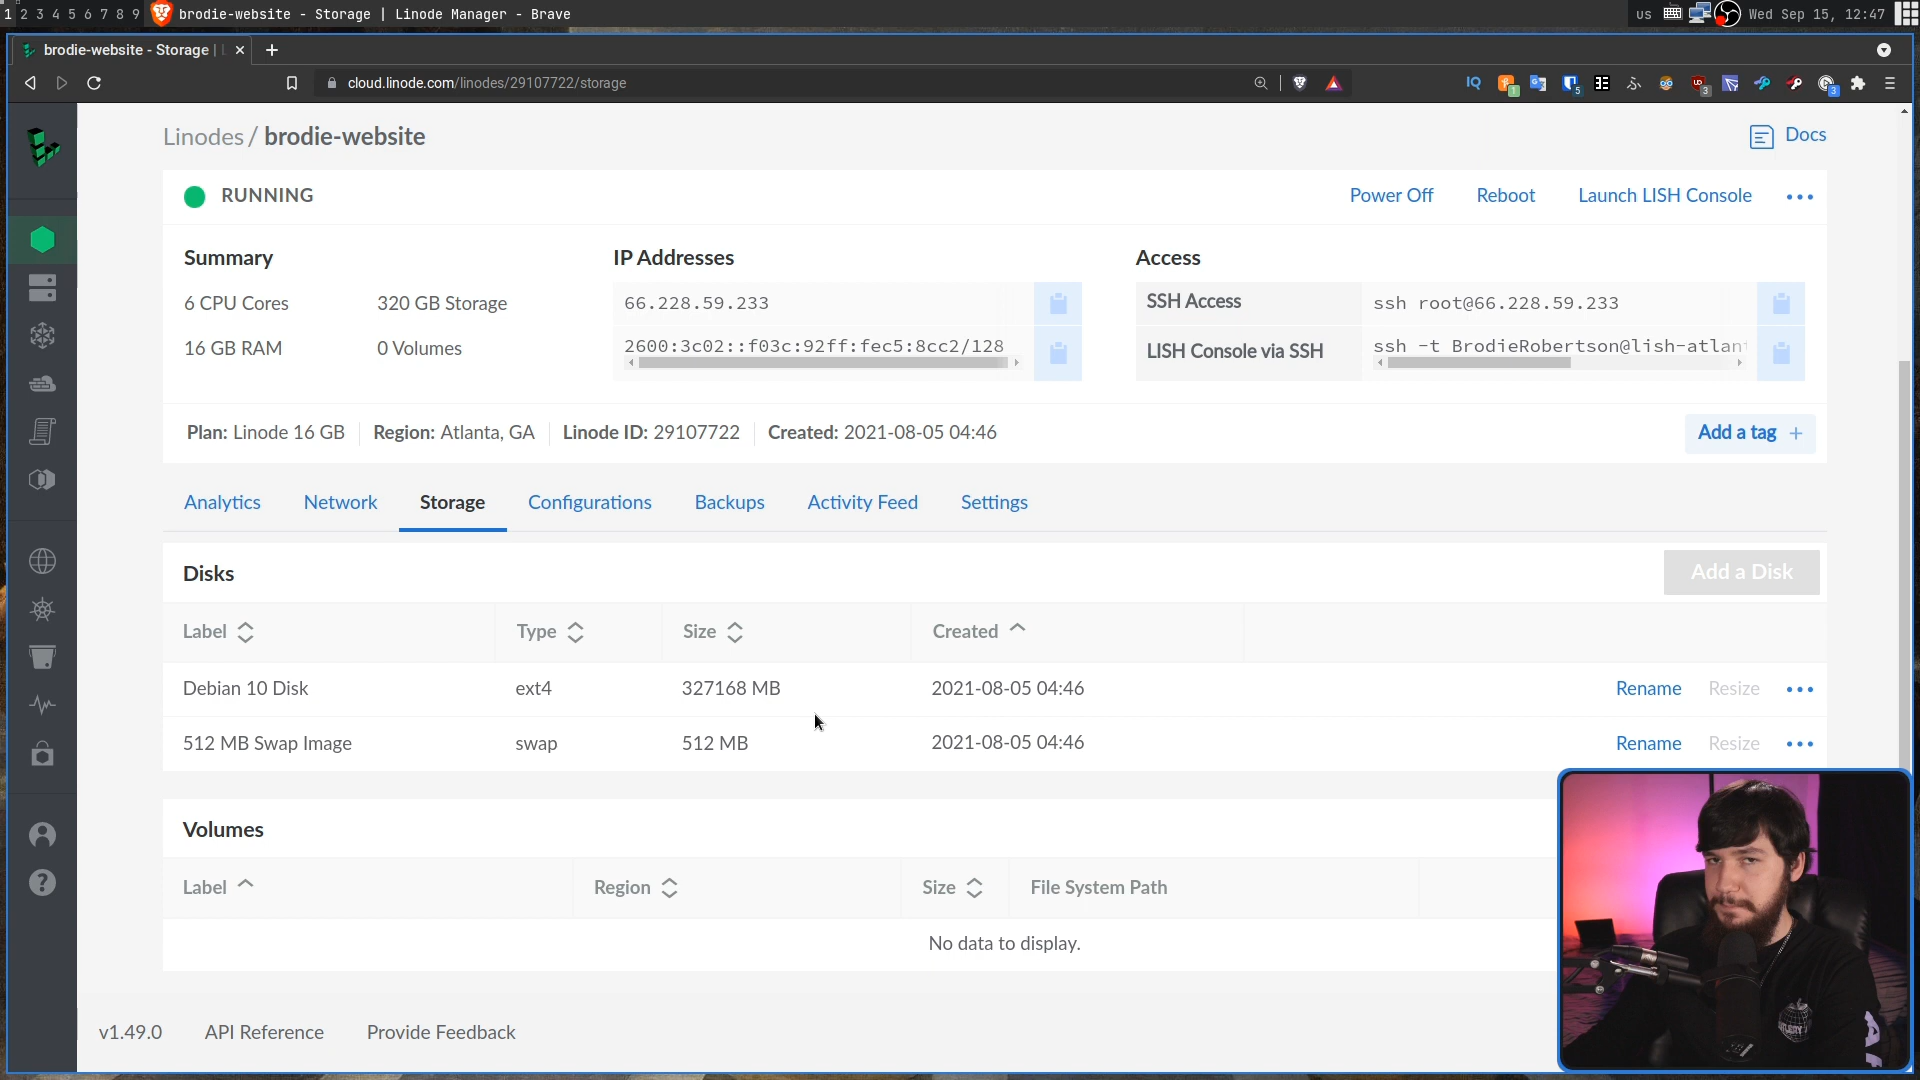 1 2 3 4 5 6 7 8 9 brodie-website - Storage | Linode Manager - Brave us Wed Sep 15, 12:47
brodie-website - Storage |
cloud.linode.com/linodes/29107722/storage
Linodes / brodie-website Docs
RUNNING Power Off Reboot Launch LISH Console
Summary IP Addresses Access
6 CPU Cores 320 GB Storage 66.228.59.233 SSH Access ssh root@66.228.59.233
16 GB RAM 0 Volumes 2600:3c02::f03c:92ff:fec5:8cc2/128 LISH Console via SSH ssh -t BrodieRobertson@lish-atlan
Plan: Linode 16 GB Region: Atlanta, GA Linode ID: 29107722 Created: 2021-08-05 04:46 Add a tag +
Analytics Network Storage Configurations Backups Activity Feed Settings
Disks Add a Disk
Label Type Size Created
Debian 10 Disk ext4 327168 MB 2021-08-05 04:46 Rename Resize
512 MB Swap Image swap 512 MB 2021-08-05 04:46 Rename Resize
Volumes
Label Region Size File System Path
No data to display.
v1.49.0 API Reference Provide Feedback